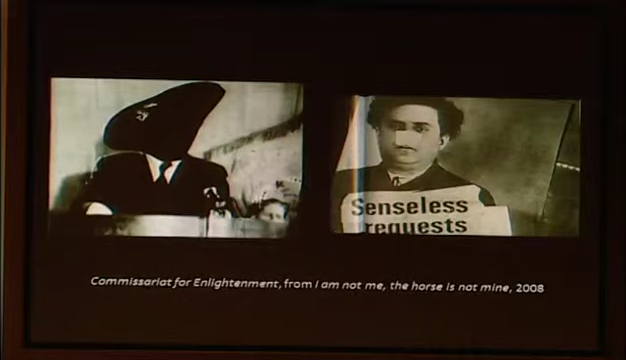 Senseless
requests
Commissariat for Enlightenment, from I am not me, the horse is not mine, 2008